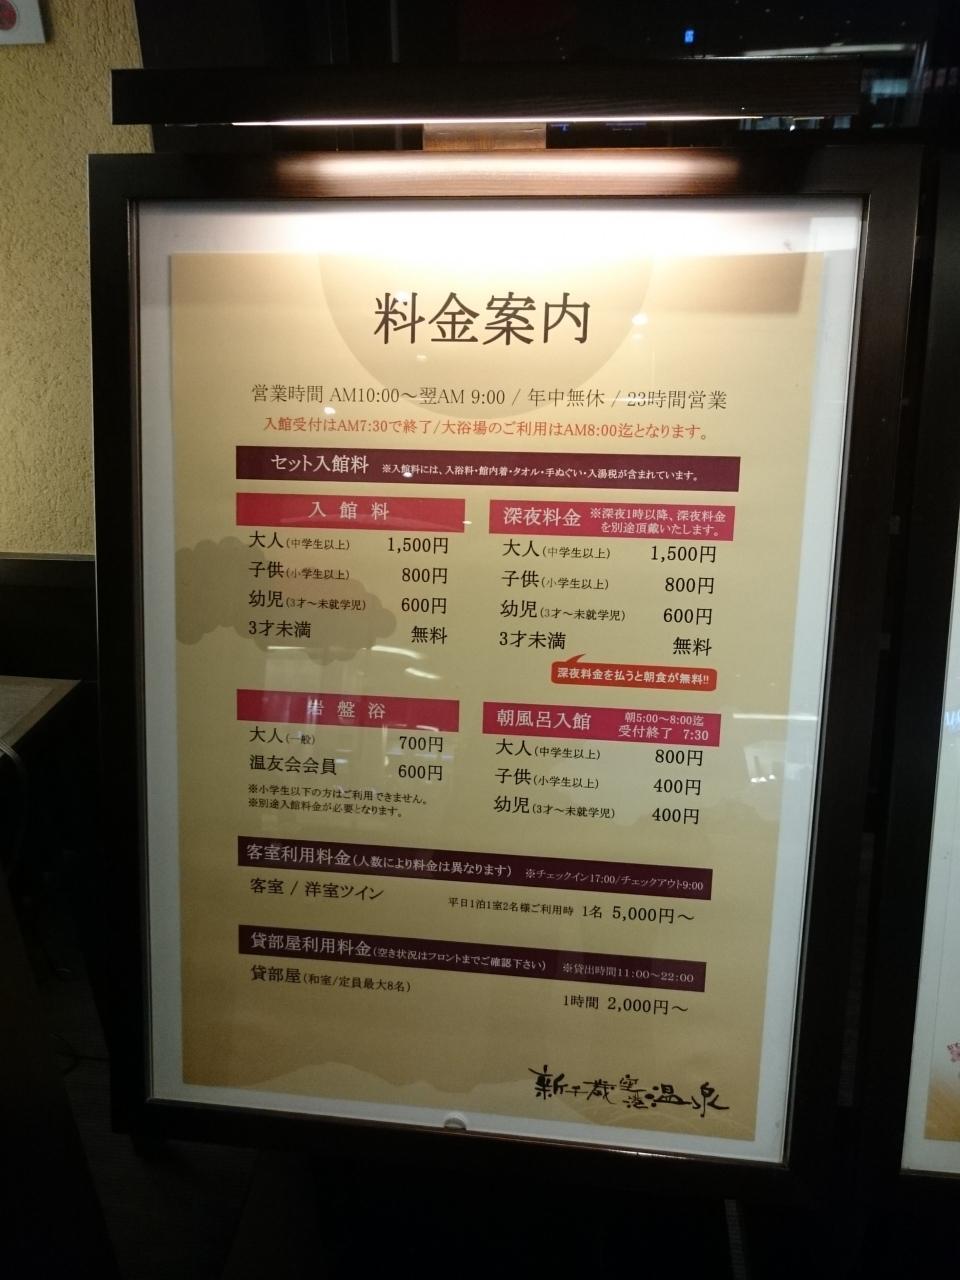 料金案内
営業時間 AM10:00～翌AM 9:00 / 年中無休 / 23時間営業
入館受付はAM7:30で終了/大浴場のご利用はAM8:00迄となります。
セット入館料 ※入館料には、入浴料・館内着・タオル・手ぬぐい・入湯税が含まれています。
入館料
大人(中学生以上) 1,500円
子供(小学生以上) 800円
幼児(3才～未就学児) 600円
3才未満 無料
深夜料金 ※深夜1時以降、深夜料金
を別途頂戴いたします。
大人(中学生以上) 1,500円
子供(小学生以上) 800円
幼児(3才～未就学児) 600円
3才未満 無料
深夜料金を払うと朝食が無料!!
岩盤浴
大人(一般) 700円
温友会会員 600円
※小学生以下の方はご利用できません。
※別途入館料金が必要となります。
朝風呂入館 朝5:00～8:00迄
受付終了 7:30
大人(中学生以上) 800円
子供(小学生以上) 400円
幼児(3才～未就学児) 400円
客室利用料金(人数により料金は異なります) ※チェックイン17:00/チェックアウト9:00
客室 / 洋室ツイン 平日1泊1室2名様ご利用時 1名 5,000円～
貸部屋利用料金(空き状況はフロントまでご確認下さい) ※貸出時間11:00～22:00
貸部屋(和室/定員最大8名)
1時間 2,000円～
新千歳空港温泉